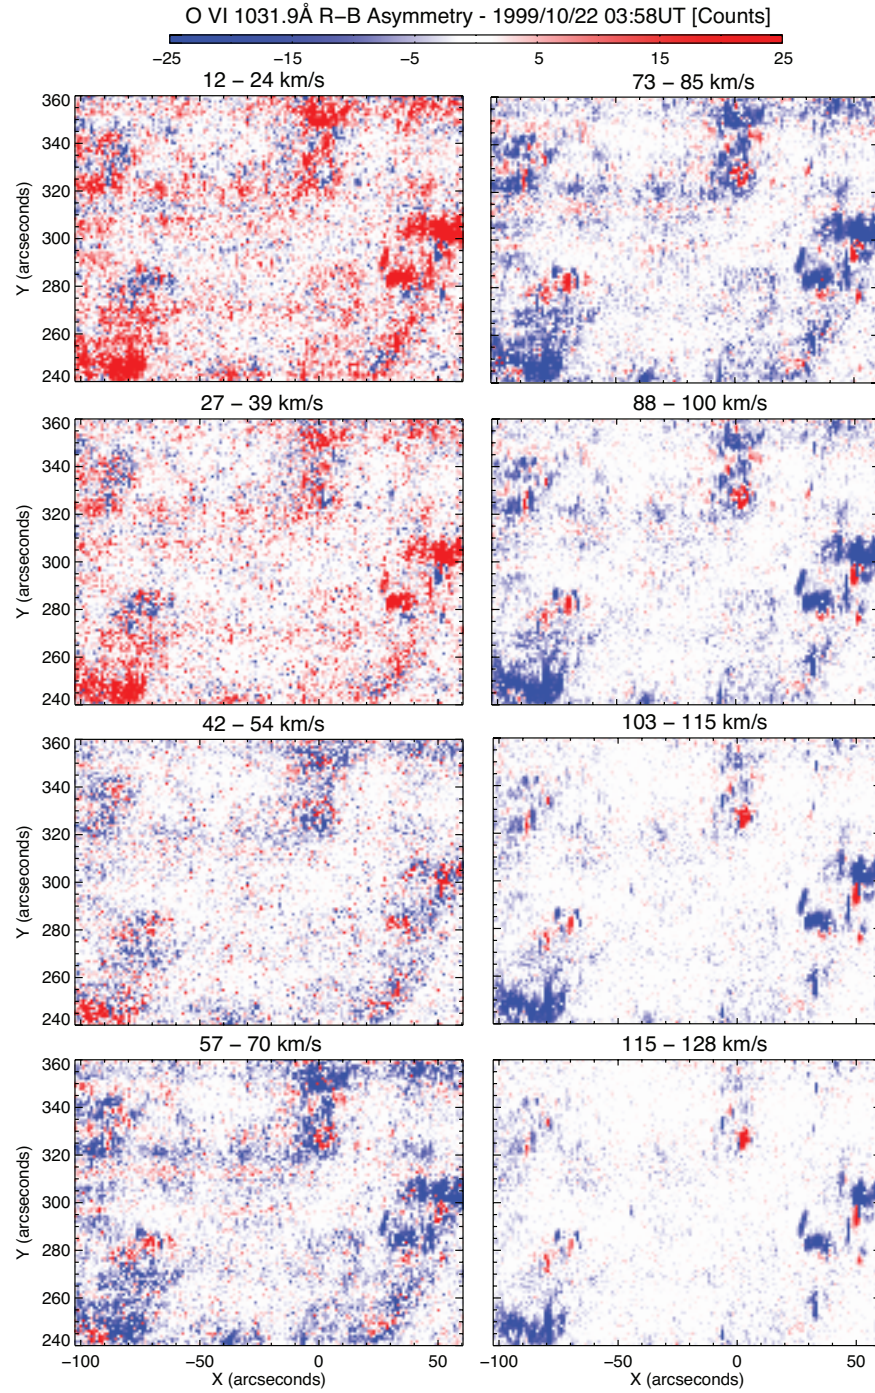 O VI 1031.9Å R−B Asymmetry - 1999/10/22 03:58UT [Counts]
−25 −15 −5 5 15 25
12 − 24 km/s 73 − 85 km/s
360
340
320
300
280
260
240
Y (arcseconds)
27 − 39 km/s 88 − 100 km/s
360
340
320
300
280
260
240
Y (arcseconds)
42 − 54 km/s 103 − 115 km/s
360
340
320
300
280
260
240
Y (arcseconds)
57 − 70 km/s 115 − 128 km/s
360
340
320
300
280
260
240
Y (arcseconds)
−100 −50 0 50 −100 −50 0 50
X (arcseconds) X (arcseconds)